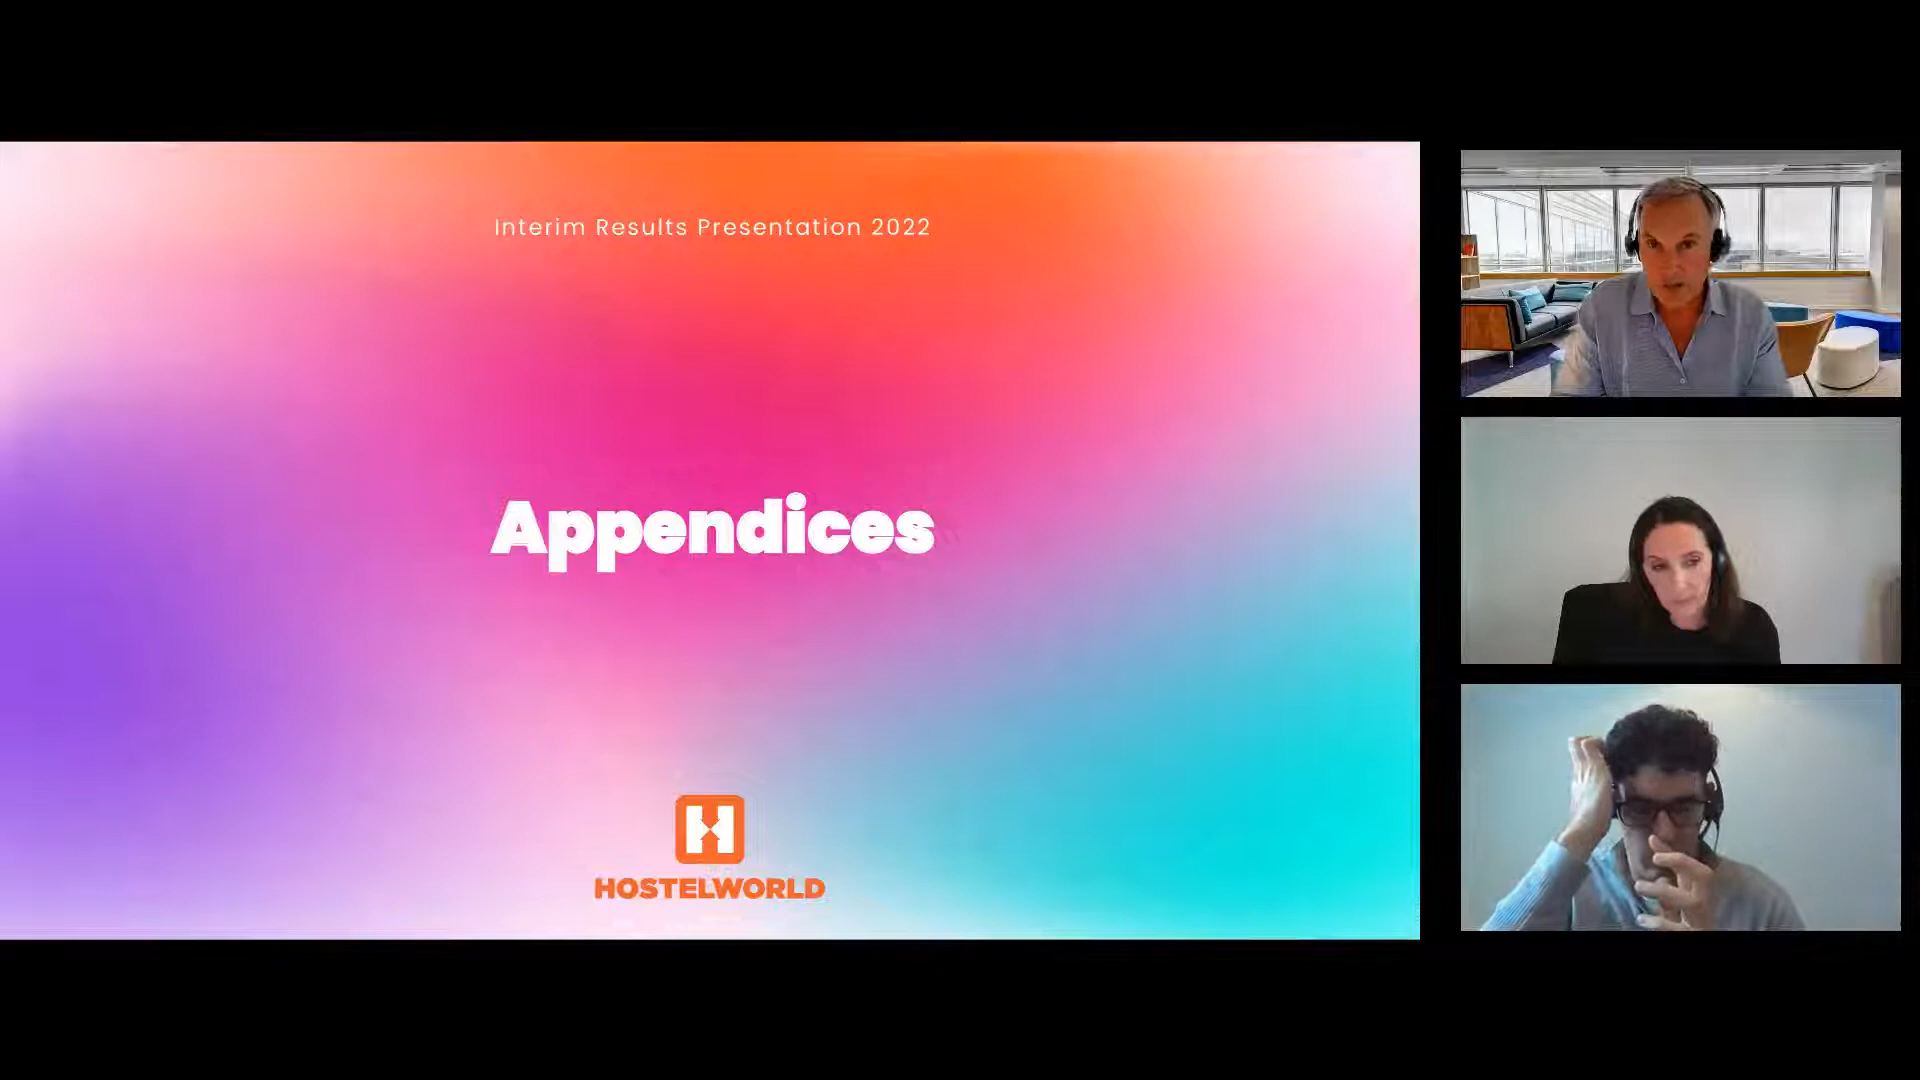 Interim Results Presentation 2022
Appendices
H
HOSTELWORLD